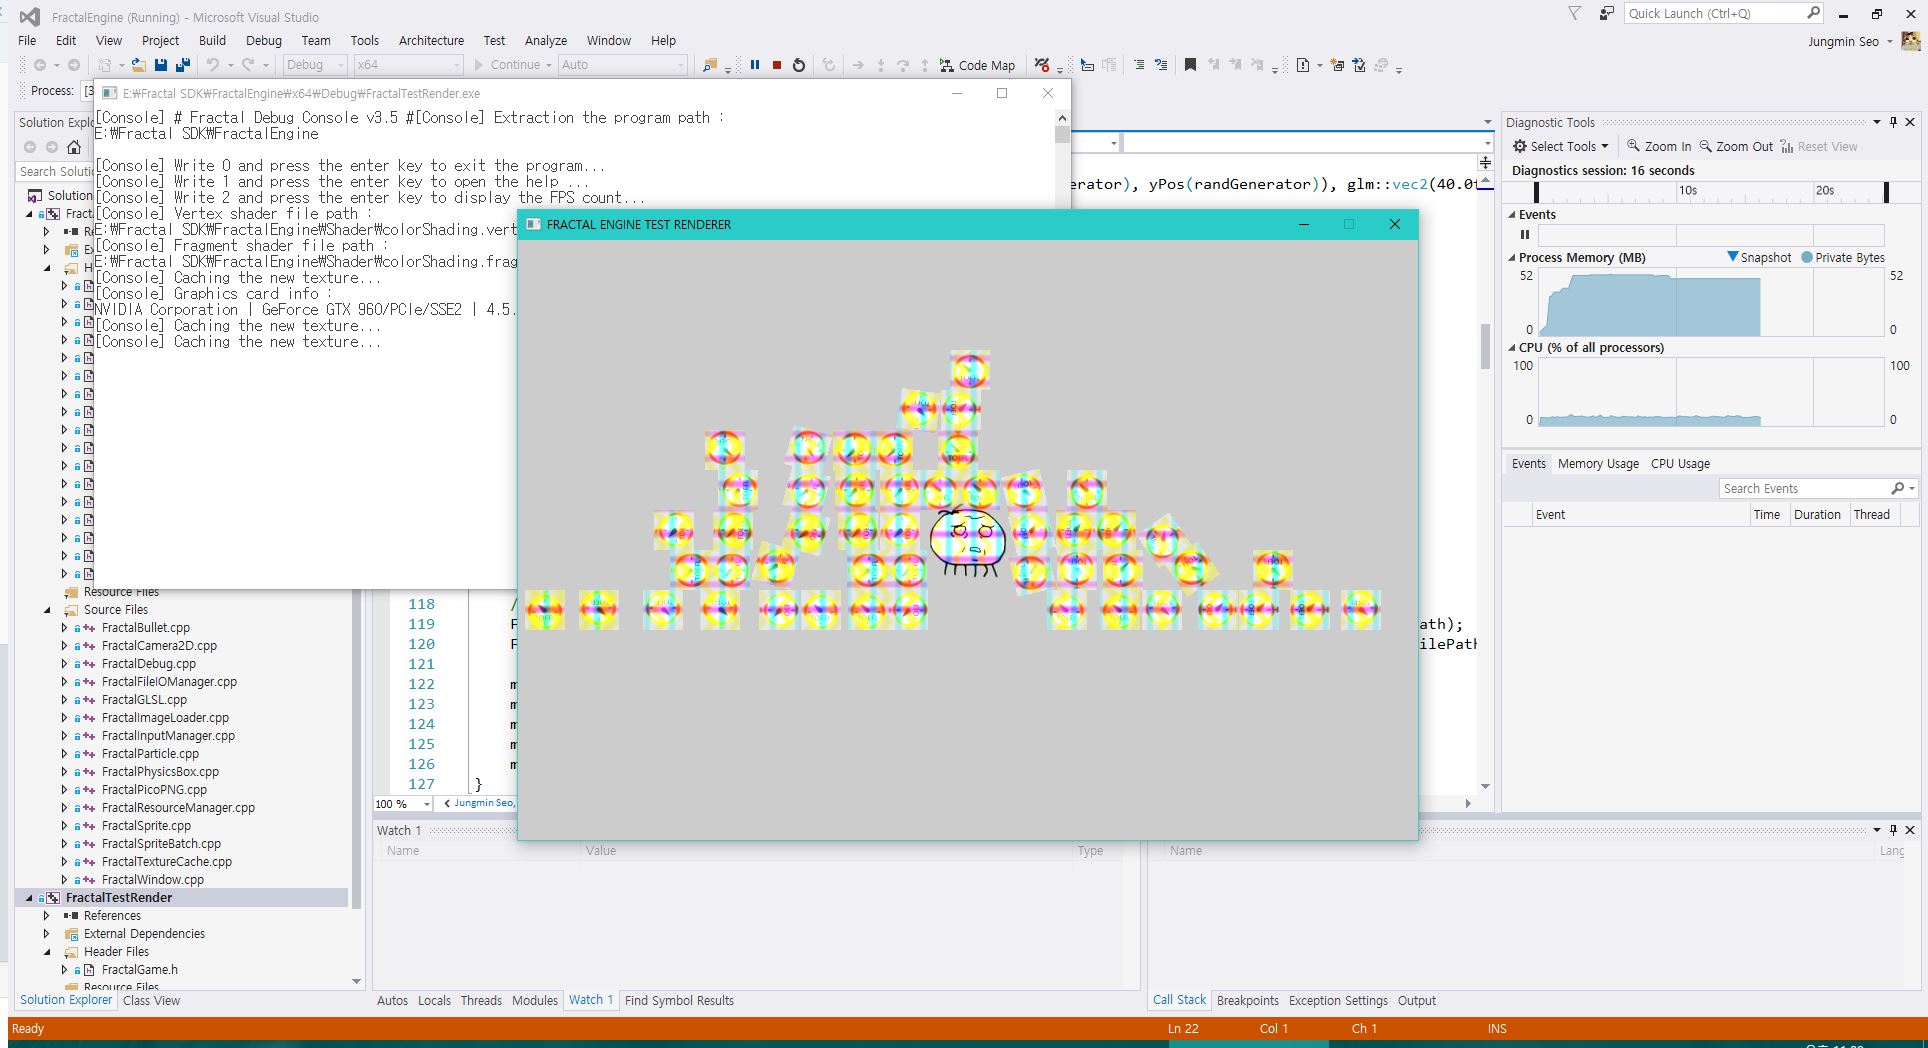 FractalEngine (Running) - Microsoft Visual Studio
Quick Launch (Ctrl+Q)
File Edit View Project Build Debug Team Tools Architecture Test Analyze Window Help
Jungmin Seo
Debug x64 Continue Auto Code Map
Process:
E:₩Fractal SDK₩FractalEngine₩x64₩Debug₩FractalTestRender.exe
[Console] # Fractal Debug Console v3.5 #[Console] Extraction the program path :
E:₩Fractal SDK₩FractalEngine
[Console] Write 0 and press the enter key to exit the program...
[Console] Write 1 and press the enter key to open the help ...
[Console] Write 2 and press the enter key to display the FPS count...
[Console] Vertex shader file path :
E:₩Fractal SDK₩FractalEngine₩Shader₩colorShading.vert
[Console] Fragment shader file path :
E:₩Fractal SDK₩FractalEngine₩Shader₩colorShading.frag
[Console] Caching the new texture...
[Console] Graphics card info :
NVIDIA Corporation | GeForce GTX 960/PCIe/SSE2 | 4.5.
[Console] Caching the new texture...
[Console] Caching the new texture...
FRACTAL ENGINE TEST RENDERER
erator), yPos(randGenerator)), glm::vec2(40.0f
118 /
119 F ath);
120 F ilePath
121
122 m
123 m
124 m
125 m
126 m
127 }
100 % Jungmin Seo,
Solution Explo
Search Soluti
Solution
Fract
Re
Ex
H
Resource Files
Source Files
FractalBullet.cpp
FractalCamera2D.cpp
FractalDebug.cpp
FractalFileIOManager.cpp
FractalGLSL.cpp
FractalImageLoader.cpp
FractalInputManager.cpp
FractalParticle.cpp
FractalPhysicsBox.cpp
FractalPicoPNG.cpp
FractalResourceManager.cpp
FractalSprite.cpp
FractalSpriteBatch.cpp
FractalTextureCache.cpp
FractalWindow.cpp
FractalTestRender
References
External Dependencies
Header Files
FractalGame.h
Resource Files
Solution Explorer Class View
Diagnostic Tools
Select Tools Zoom In Zoom Out Reset View
Diagnostics session: 16 seconds
10s 20s
Events
Process Memory (MB) Snapshot Private Bytes
52 52
0 0
CPU (% of all processors)
100 100
0 0
Events Memory Usage CPU Usage
Search Events
Event Time Duration Thread
Watch 1
Name Value Type
Name Lang
Autos Locals Threads Modules Watch 1 Find Symbol Results
Call Stack Breakpoints Exception Settings Output
Ready Ln 22 Col 1 Ch 1 INS